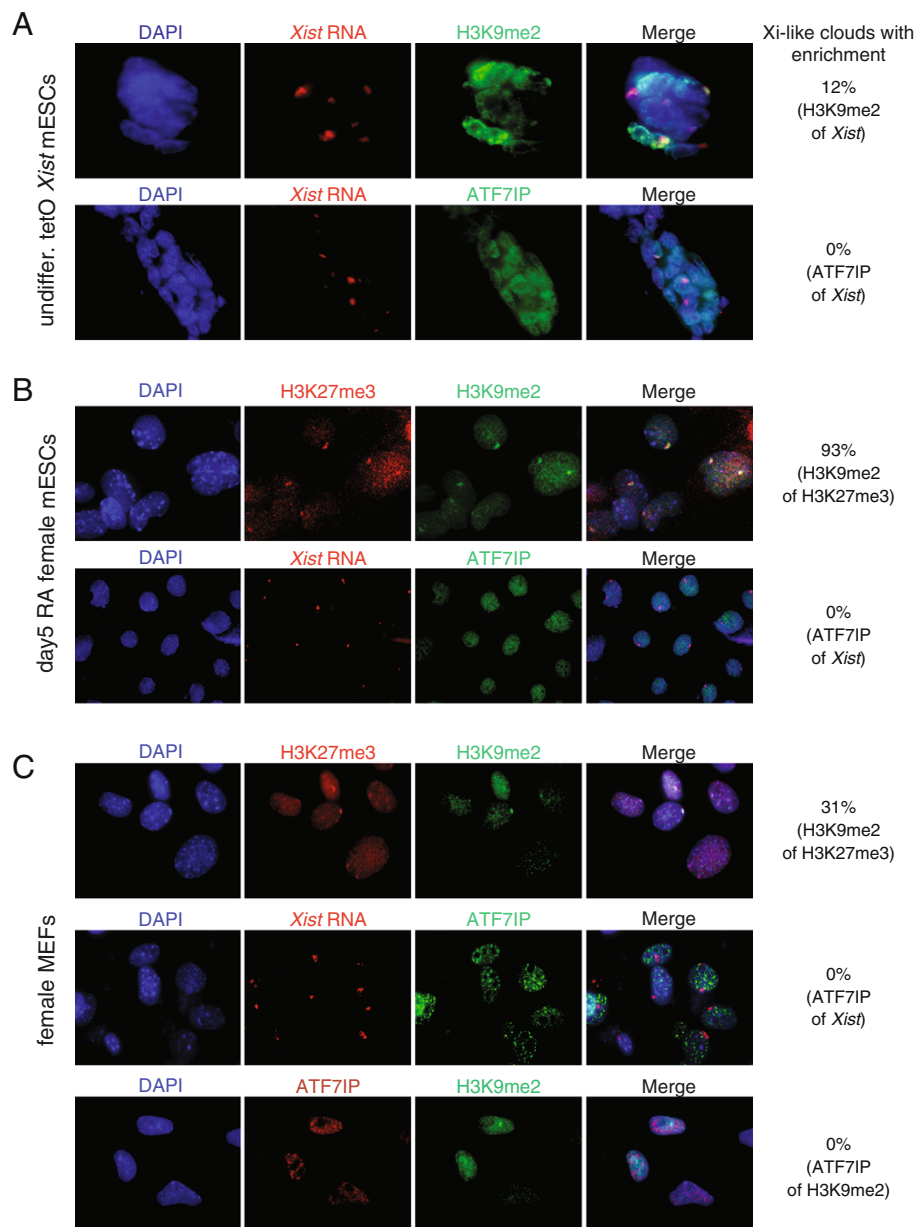 A
DAPI
Xist RNA
H3K9me2
Merge
Xi-like clouds with
enrichment
12%
(H3K9me2
of Xist)
undiffer. tetO Xist mESCs
DAPI
Xist RNA
ATF7IP
Merge
0%
(ATF7IP
of Xist)
B
DAPI
H3K27me3
H3K9me2
Merge
93%
(H3K9me2
of H3K27me3)
day5 RA female mESCs
DAPI
Xist RNA
ATF7IP
Merge
0%
(ATF7IP
of Xist)
C
DAPI
H3K27me3
H3K9me2
Merge
31%
(H3K9me2
of H3K27me3)
female MEFs
DAPI
Xist RNA
ATF7IP
Merge
0%
(ATF7IP
of Xist)
DAPI
ATF7IP
H3K9me2
Merge
0%
(ATF7IP
of H3K9me2)